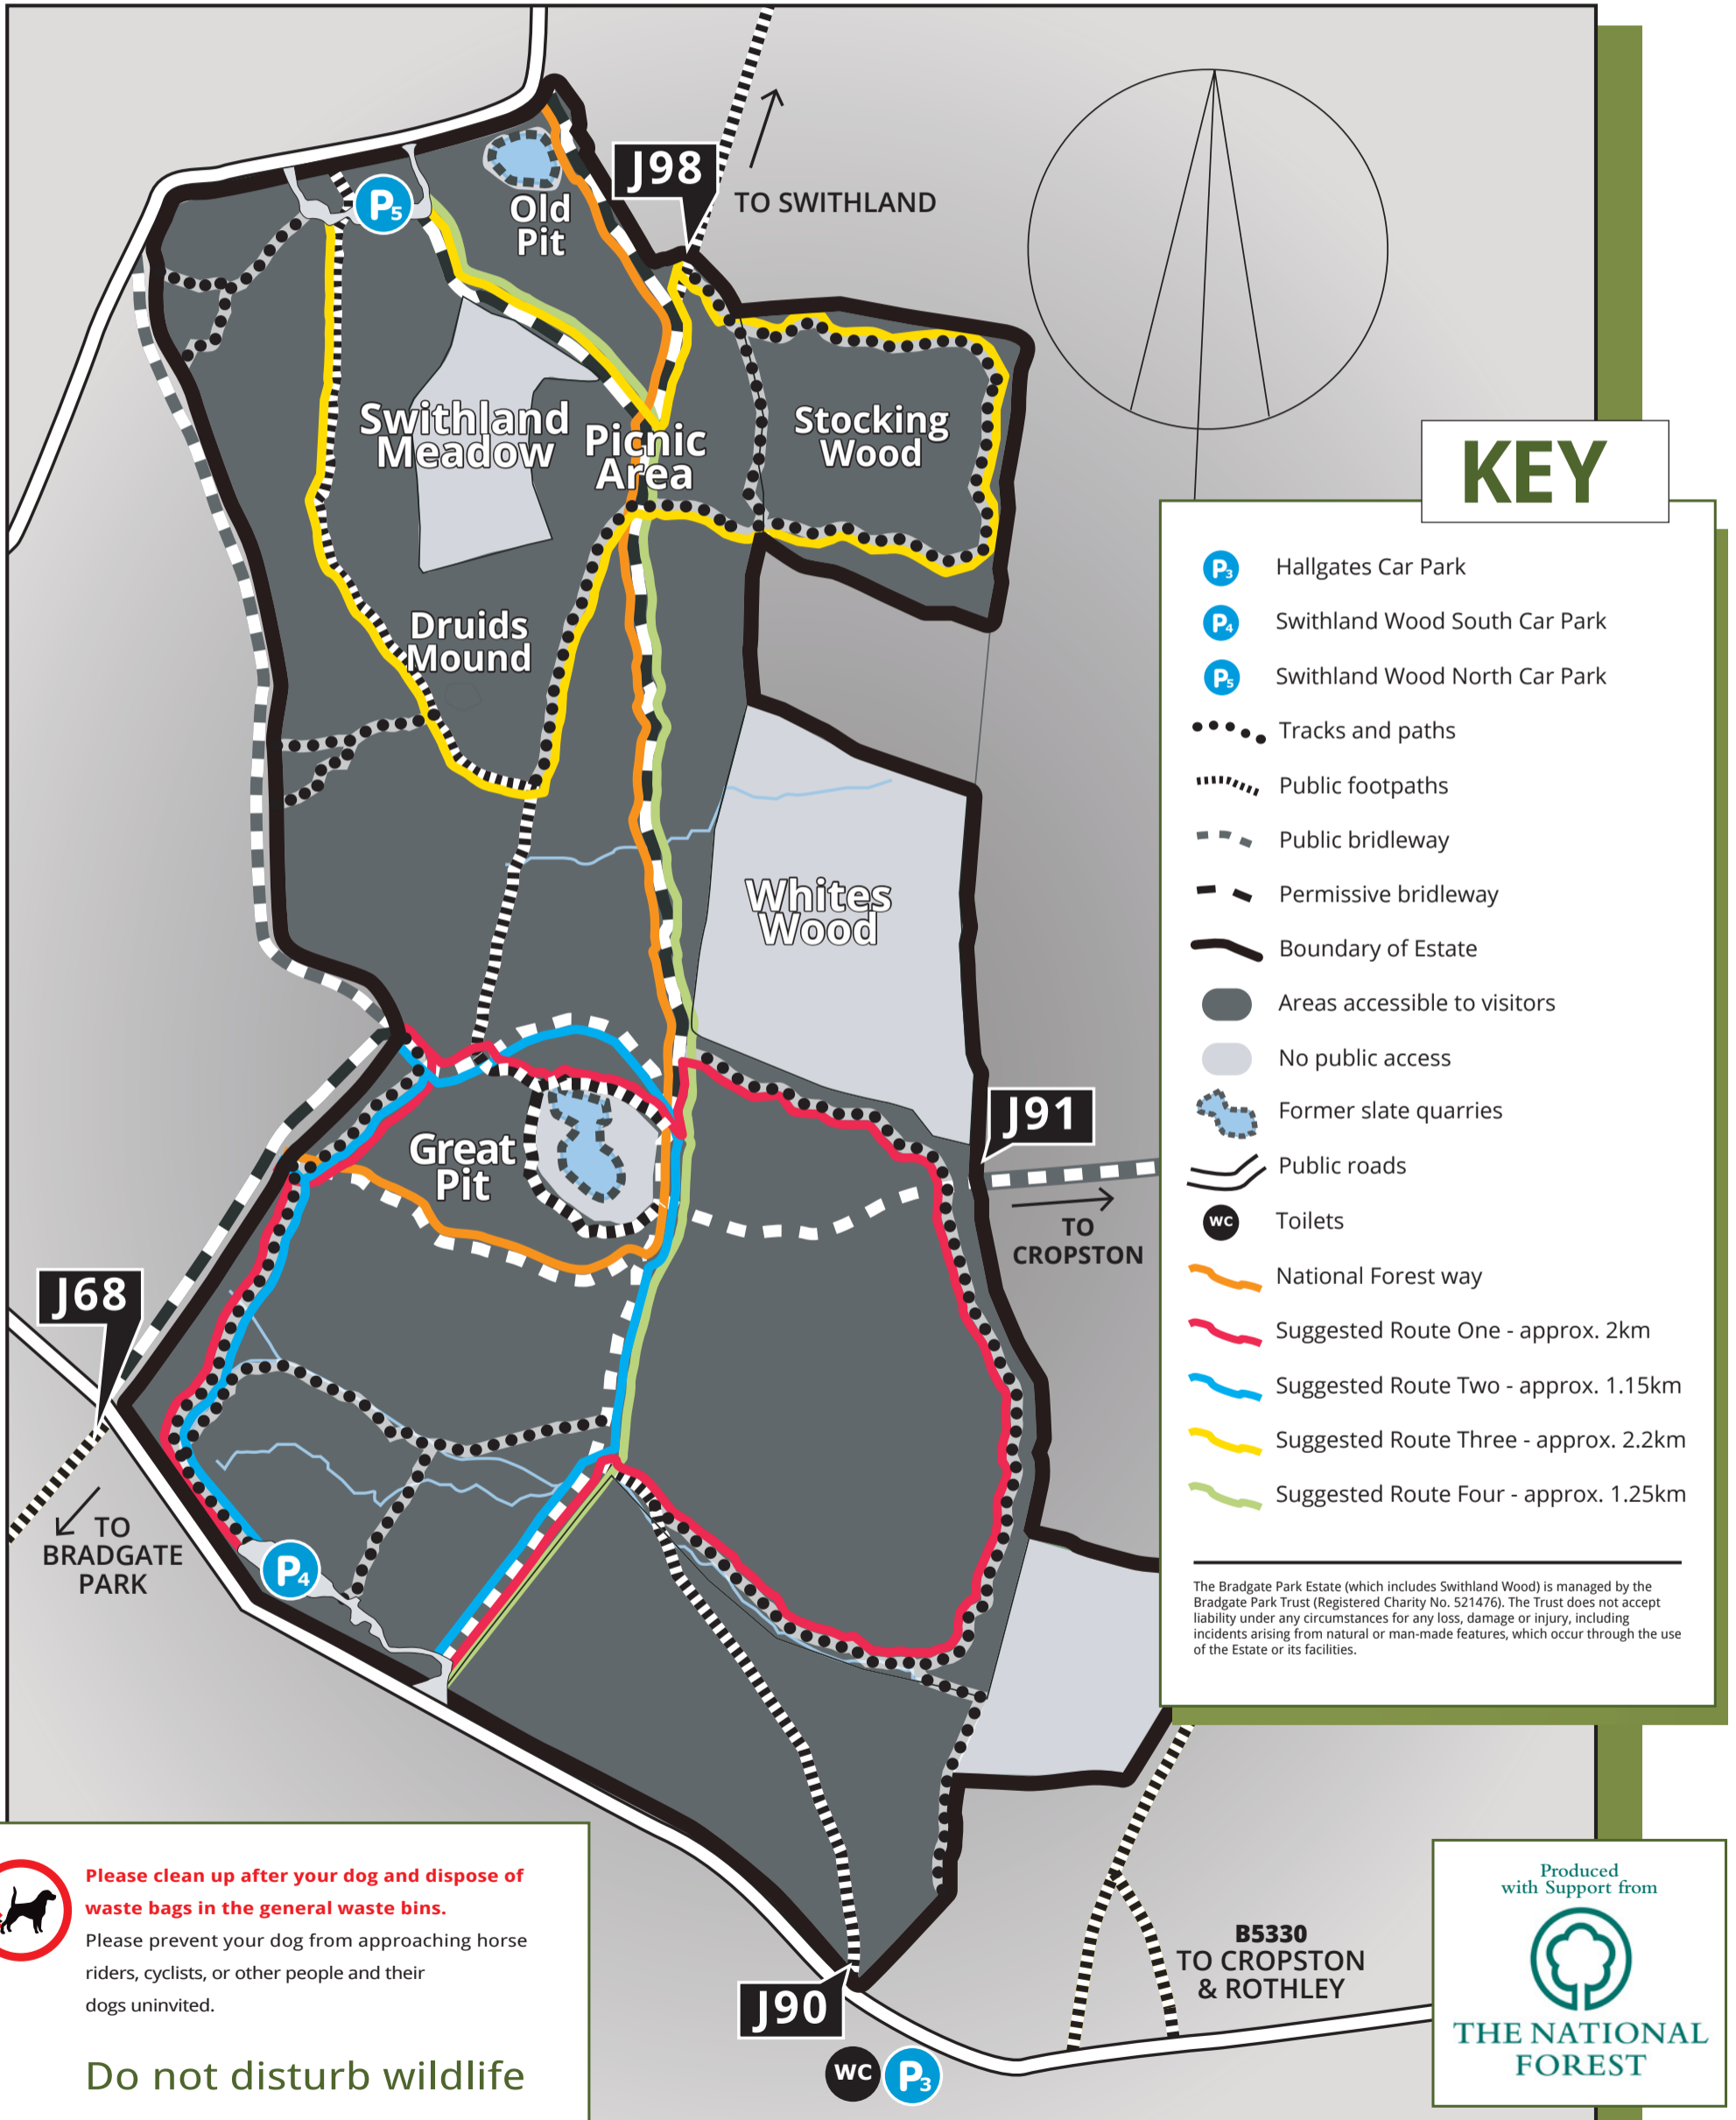 J98
TO SWITHLAND
P5
Old
Pit
Swithland
Meadow
Picnic
Area
Stocking
Wood
Druids
Mound
Whites
Wood
Great
Pit
J91
TO
CROPSTON
J68
TO
BRADGATE
PARK
P4
J90
WC
P3
B5330
TO CROPSTON
& ROTHLEY
KEY
P3 Hallgates Car Park
P4 Swithland Wood South Car Park
P5 Swithland Wood North Car Park
Tracks and paths
Public footpaths
Public bridleway
Permissive bridleway
Boundary of Estate
Areas accessible to visitors
No public access
Former slate quarries
Public roads
WC Toilets
National Forest way
Suggested Route One - approx. 2km
Suggested Route Two - approx. 1.15km
Suggested Route Three - approx. 2.2km
Suggested Route Four - approx. 1.25km
The Bradgate Park Estate (which includes Swithland Wood) is managed by the
Bradgate Park Trust (Registered Charity No. 521476). The Trust does not accept
liability under any circumstances for any loss, damage or injury, including
incidents arising from natural or man-made features, which occur through the use
of the Estate or its facilities.
Please clean up after your dog and dispose of
waste bags in the general waste bins.
Please prevent your dog from approaching horse
riders, cyclists, or other people and their
dogs uninvited.
Do not disturb wildlife
Produced
with Support from
THE NATIONAL
FOREST